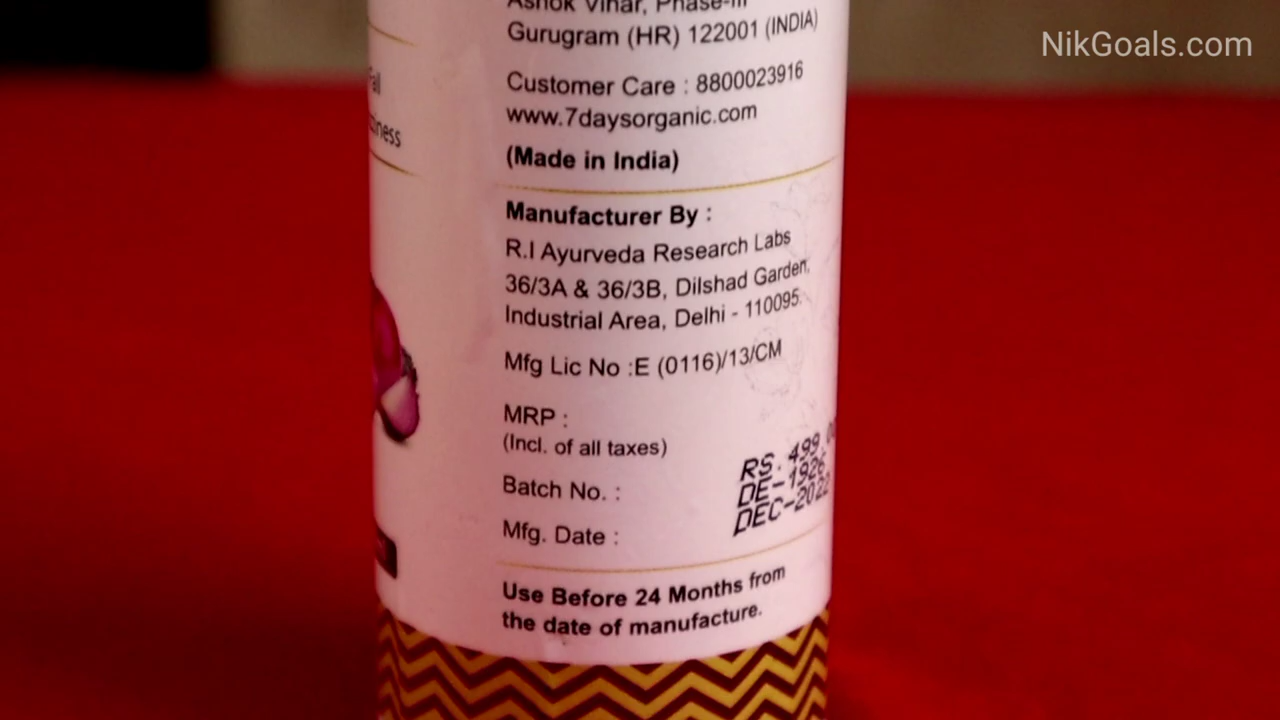 NikGoals.com
Ashok Vihar, Phase-III
Gurugram (HR) 122001 (INDIA)
Customer Care : 8800023916
www.7daysorganic.com
(Made in India)
Manufacturer By :
R.I Ayurveda Research Labs
36/3A & 36/3B, Dilshad Garden,
Industrial Area, Delhi - 110095.
Mfg Lic No :E (0116)/13/CM
MRP :
(Incl. of all taxes)
RS. 499.00
Batch No. :
DE-1926
Mfg. Date :
DEC-2022
Use Before 24 Months from
the date of manufacture.